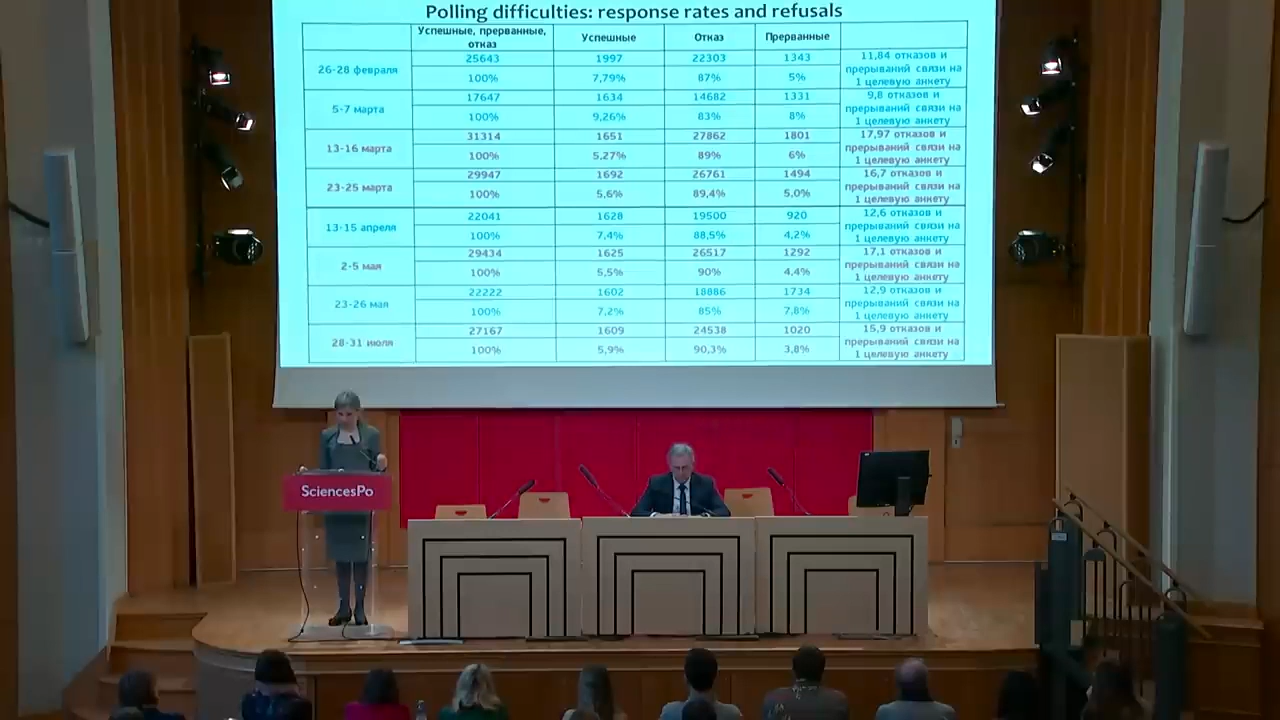 Polling difficulties: response rates and refusals
Успешные, прерванные, отказ Успешные Отказ Прерванные
26-28 февраля 25643 1997 22303 1343 11,84 отказов и прерываний связи на 1 целевую анкету
100% 7,79% 87% 5%
5-7 марта 17647 1634 14682 1331 9,8 отказов и прерываний связи на 1 целевую анкету
100% 9,26% 83% 8%
13-16 марта 31314 1651 27862 1801 17,97 отказов и прерываний связи на 1 целевую анкету
100% 5,27% 89% 6%
23-25 марта 29947 1692 26761 1494 16,7 отказов и прерываний связи на 1 целевую анкету
100% 5,6% 89,4% 5,0%
13-15 апреля 22041 1628 19500 920 12,6 отказов и прерываний связи на 1 целевую анкету
100% 7,4% 88,5% 4,2%
2-5 мая 29434 1625 26517 1292 17,1 отказов и прерываний связи на 1 целевую анкету
100% 5,5% 90% 4,4%
23-26 мая 22222 1602 18886 1734 12,9 отказов и прерываний связи на 1 целевую анкету
100% 7,2% 85% 7,8%
28-31 июля 27167 1609 24538 1020 15,9 отказов и прерываний связи на 1 целевую анкету
100% 5,9% 90,3% 3,8%
SciencesPo